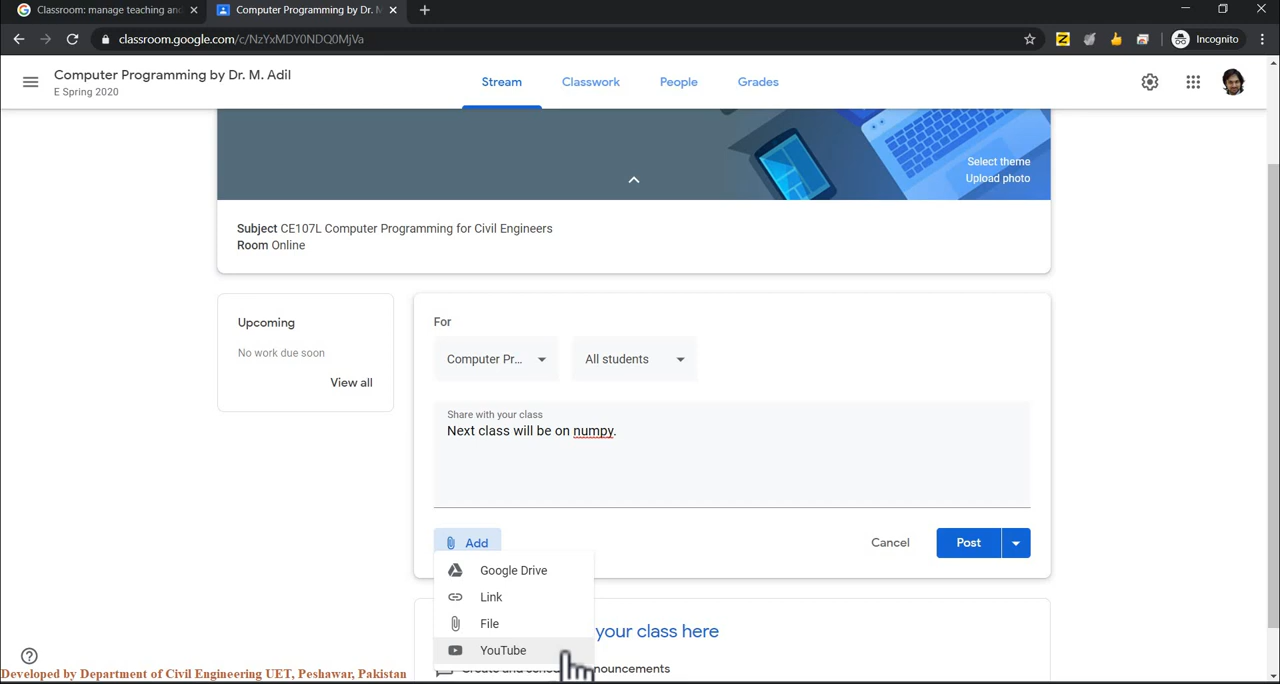 Classroom: manage teaching an
Computer Programming by Dr. M
classroom.google.com/c/NzYxMDY0NDQ0MjVa
Incognito
Computer Programming by Dr. M. Adil
E Spring 2020
Stream
Classwork
People
Grades
Select theme
Upload photo
Subject CE107L Computer Programming for Civil Engineers
Room Online
Upcoming
No work due soon
View all
For
Computer Pr...
All students
Share with your class
Next class will be on numpy.
Add
Cancel
Post
Google Drive
Link
File
YouTube
your class here
Create and schedule announcements
Developed by Department of Civil Engineering UET, Peshawar, Pakistan